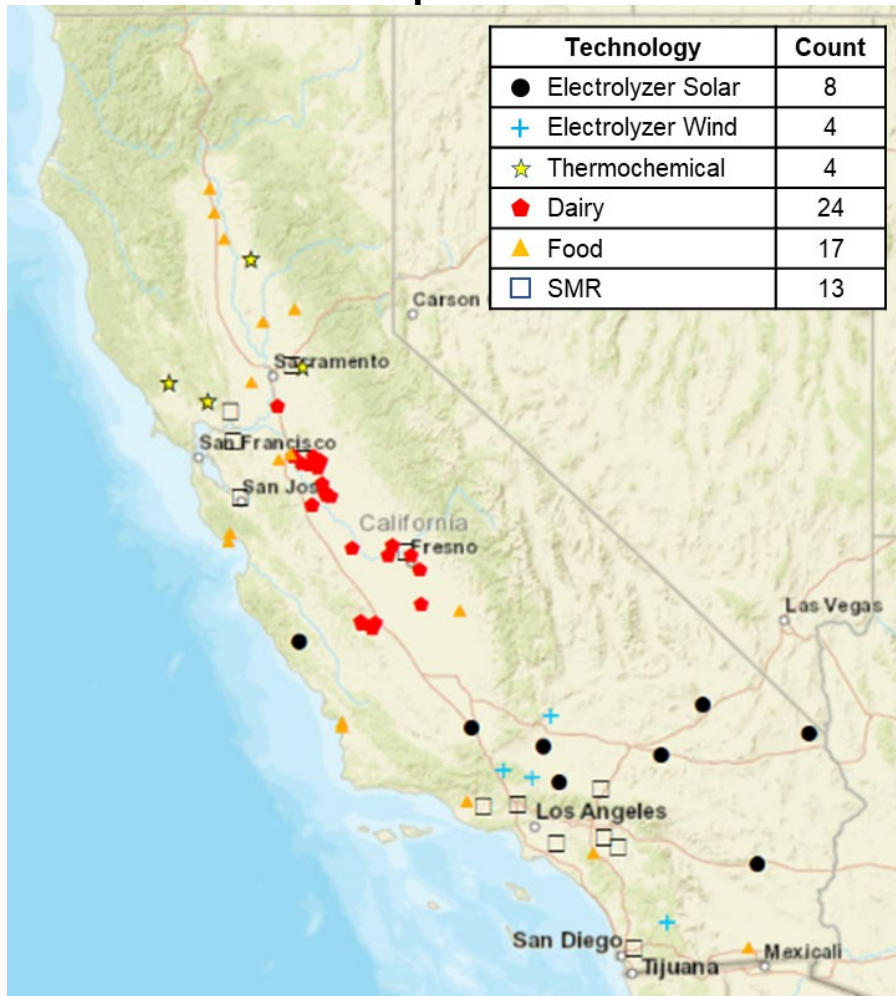 Technology Count
Electrolyzer Solar 8
Electrolyzer Wind 4
Thermochemical 4
Dairy 24
Food 17
SMR 13
Carson
Sacramento
San Francisco
San Jos
California
Fresno
Las Vegas
Los Angeles
San Diego
Mexicali
Tijuana